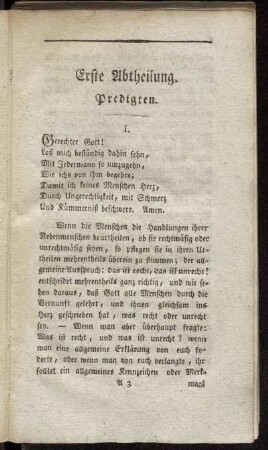 Erste Abtheilung.
Predigten.
I.
Gerechter Gott!
Laß mich beständig dahin sehn,
Mit Jedermann so umzugehn,
Wie ichs von ihm begehre;
Damit ich keines Menschen Herz,
Durch Ungerechtigkeit, mit Schmerz
Und Kümmerniß beschwere. Amen.
Wenn die Menschen die Handlungen ihrer
Nebenmenschen beurtheilen, ob sie rechtmäßig oder
unrechtmäßig seyen, so pflegen sie in ihren Ur-
theilen mehrentheils überein zu stimmen; der all-
gemeine Ausspruch: das ist recht, das ist unrecht!
entscheidet mehrentheils ganz richtig, und wir se-
hen daraus, daß Gott alle Menschen durch die
Vernunft gelehrt, und ihnen gleichsam ins
Herz geschrieben hat, was recht oder unrecht
sey. — Wenn man aber überhaupt fragte:
Was ist recht, und was ist unrecht? wenn
man eine allgemeine Erklärung von euch fo-
derte, oder wenn man von euch verlangte, ihr
solltet ein allgemeines Kennzeichen oder Merk-
A 3 maal